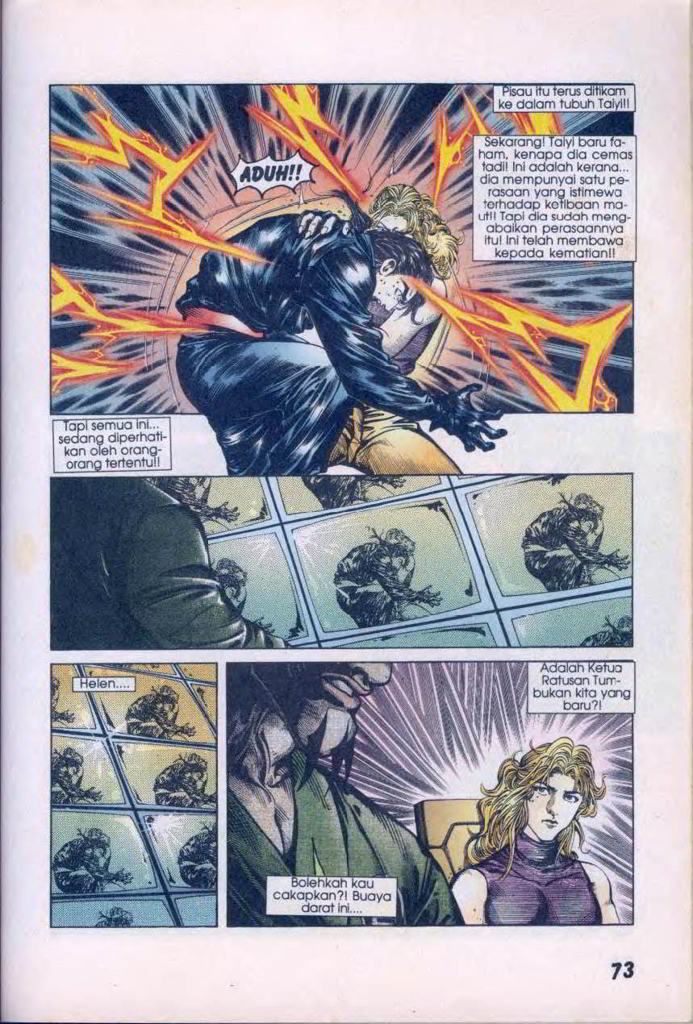 Pisau itu terus ditikam
ke dalam tubuh Taiyi!!
Sekarang! Taiyi baru fa-
ham, kenapa dia cemas
tadi! Ini adalah kerana...
dia mempunyai satu pe-
rasaan yang istimewa
terhadap ketibaan ma-
ut!! Tapi dia sudah meng-
abaikan perasaannya
itu! Ini telah membawa
kepada kematian!!
ADUH!!
Tapi semua ini...
sedang diperhati-
kan oleh orang-
orang tertentu!!
Helen....
Adalah Ketua
Ratusan Tum-
bukan kita yang
baru?!
Bolehkah kau
cakapkan?! Buaya
darat ini....
73